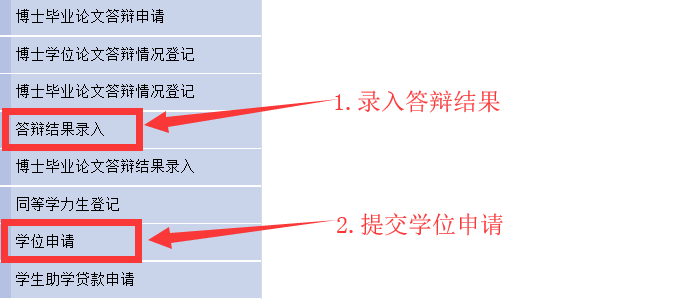 博士毕业论文答辩申请
博士学位论文答辩情况登记
博士毕业论文答辩情况登记
1.录入答辩结果
答辩结果录入
博士毕业论文答辩结果录入
同等学力生登记
2.提交学位申请
学位申请
学生助学贷款申请